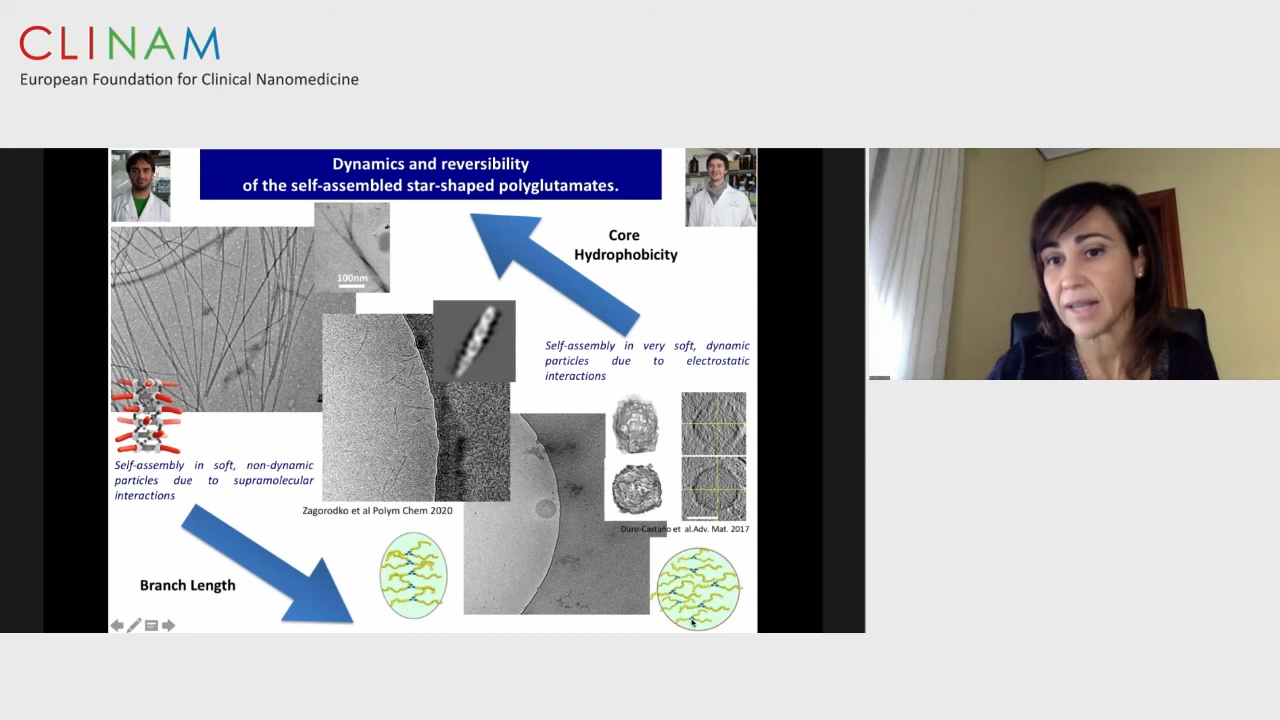 CLINAM
European Foundation for Clinical Nanomedicine
Dynamics and reversibility
of the self-assembled star-shaped polyglutamates.
Core
Hydrophobicity
100nm
Self-assembly in very soft, dynamic
particles due to electrostatic
interactions
Self-assembly in soft, non-dynamic
particles due to supramolecular
interactions
Zagorodko et al Polym Chem 2020
Duro-Castaño et al.Adv. Mat. 2017
Branch Length